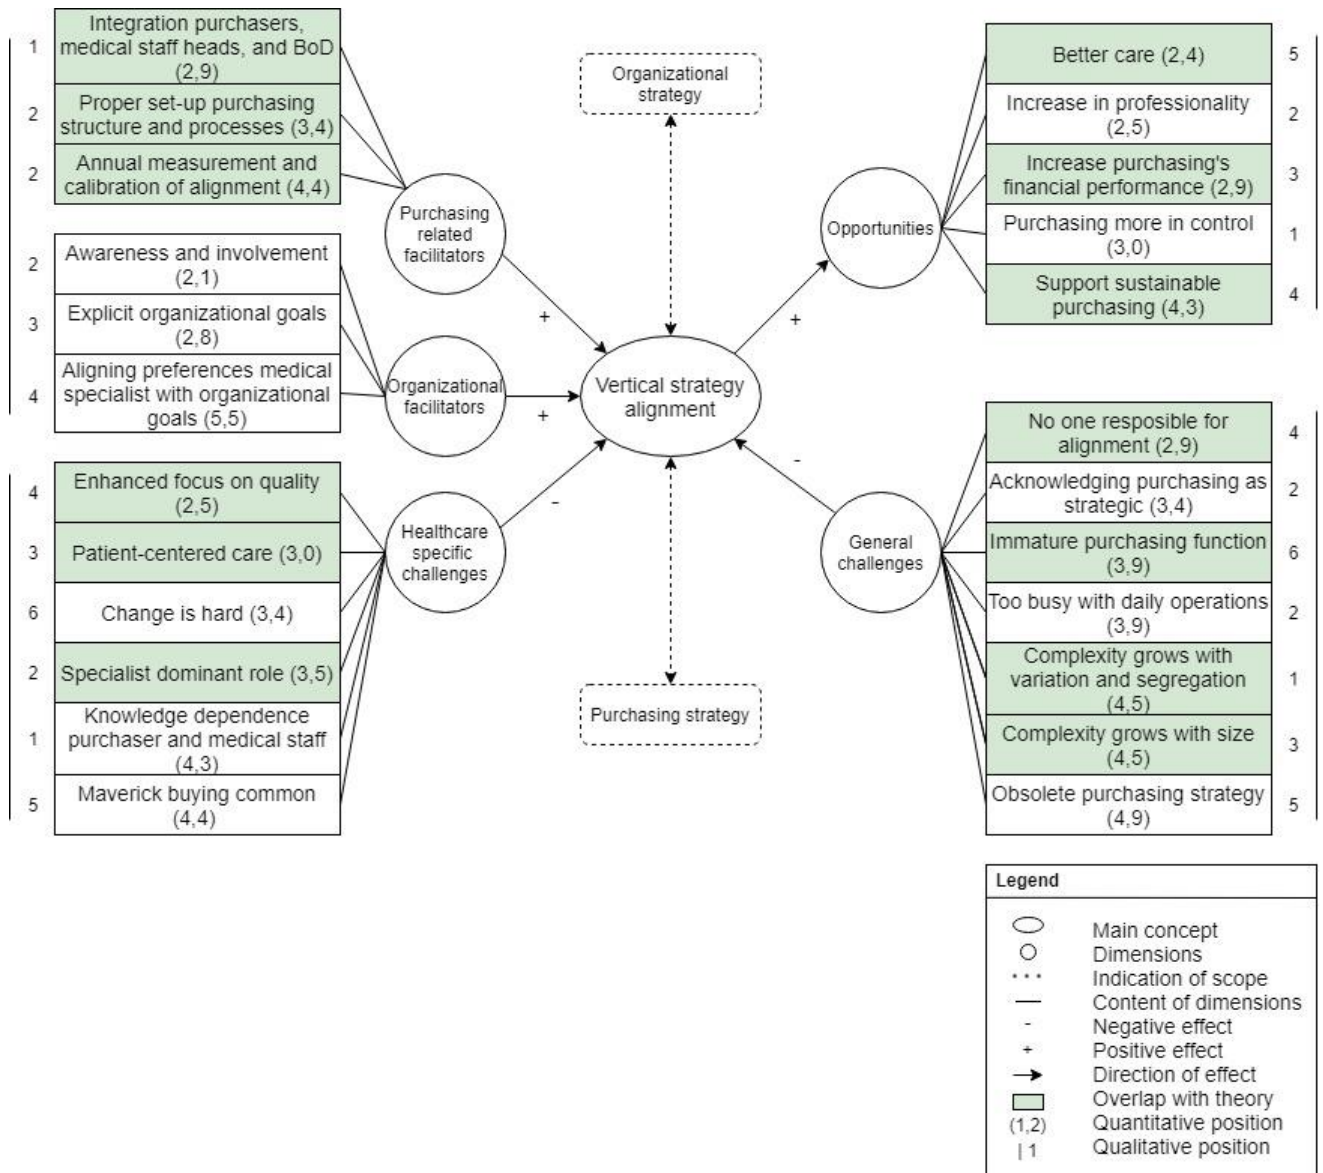 1
Integration purchasers,
medical staff heads, and BoD
(2,9)
2
Proper set-up purchasing
structure and processes (3,4)
2
Annual measurement and
calibration of alignment (4,4)
2
Awareness and involvement
(2,1)
3
Explicit organizational goals
(2,8)
4
Aligning preferences medical
specialist with organizational
goals (5,5)
4
Enhanced focus on quality
(2,5)
3
Patient-centered care (3,0)
6
Change is hard (3,4)
2
Specialist dominant role (3,5)
1
Knowledge dependence
purchaser and medical staff
(4,3)
5
Maverick buying common
(4,4)
Purchasing
related
facilitators
+
Organizational
facilitators
+
Healthcare
specific
challenges
-
Organizational
strategy
Vertical strategy
alignment
Purchasing strategy
Opportunities
+
General
challenges
-
Better care (2,4)
5
Increase in professionality
(2,5)
2
Increase purchasing's
financial performance (2,9)
3
Purchasing more in control
(3,0)
1
Support sustainable
purchasing (4,3)
4
No one resposible for
alignment (2,9)
4
Acknowledging purchasing as
strategic (3,4)
2
Immature purchasing function
(3,9)
6
Too busy with daily operations
(3,9)
2
Complexity grows with
variation and segregation
(4,5)
1
Complexity grows with size
(4,5)
3
Obsolete purchasing strategy
(4,9)
5
Legend
Main concept
Dimensions
Indication of scope
Content of dimensions
- Negative effect
+ Positive effect
Direction of effect
Overlap with theory
(1,2) Quantitative position
| 1 Qualitative position